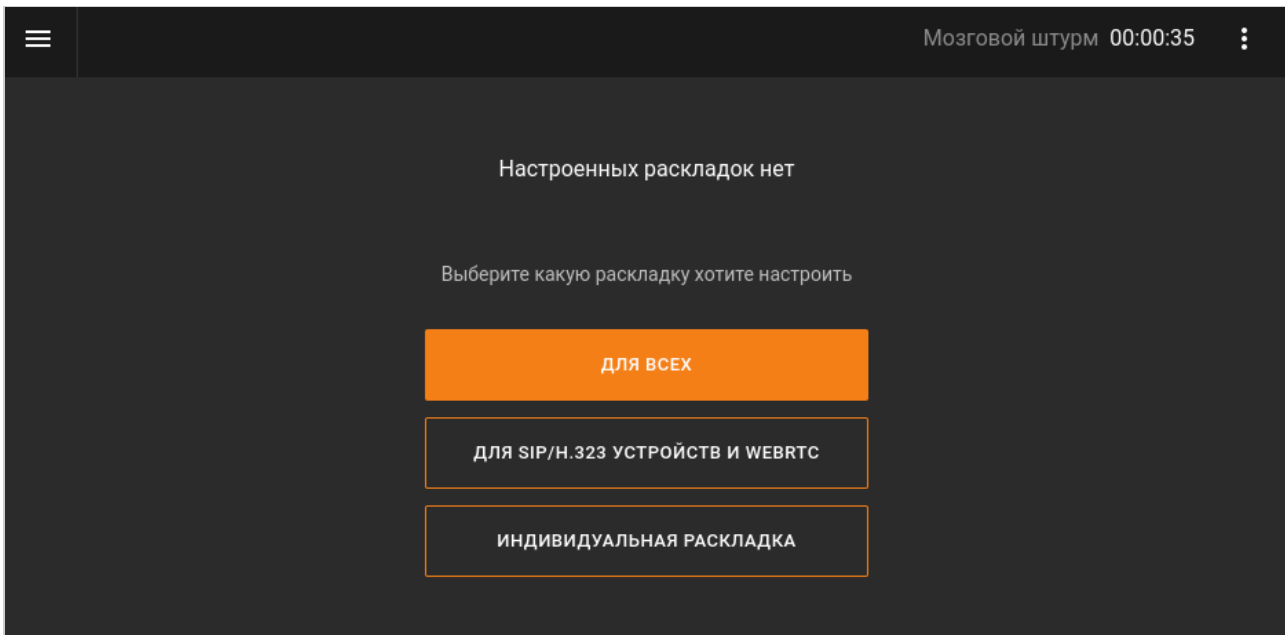 Мозговой штурм 00:00:35
Настроенных раскладок нет
Выберите какую раскладку хотите настроить
ДЛЯ ВСЕХ
ДЛЯ SIP/H.323 УСТРОЙСТВ И WEBRTC
ИНДИВИДУАЛЬНАЯ РАСКЛАДКА